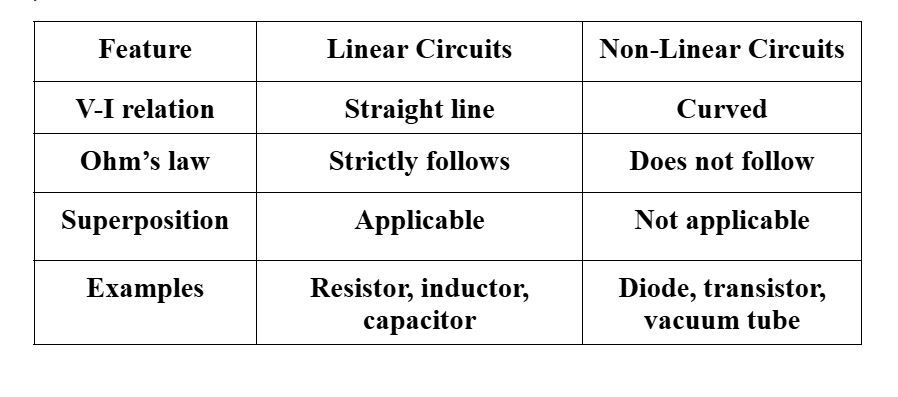 Feature Linear Circuits Non-Linear Circuits
V-I relation Straight line Curved
Ohm’s law Strictly follows Does not follow
Superposition Applicable Not applicable
Examples Resistor, inductor, Diode, transistor,
capacitor vacuum tube